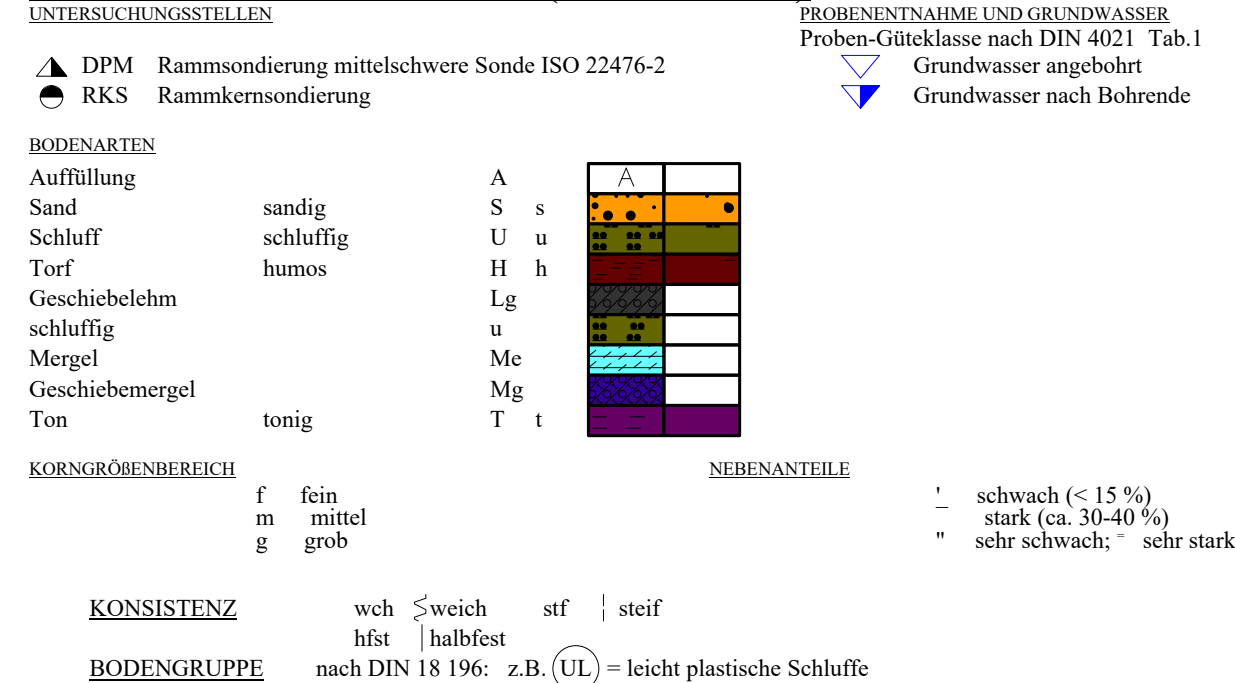 UNTERSUCHUNGSSTELLEN
DPM Rammsondierung mittelschwere Sonde ISO 22476-2
RKS Rammkernsondierung
PROBENENTNAHME UND GRUNDWASSER
Proben-Güteklasse nach DIN 4021 Tab.1
Grundwasser angebohrt
Grundwasser nach Bohrende
BODENARTEN
Auffüllung A A
Sand sandig S s
Schluff schluffig U u
Torf humos H h
Geschiebelehm Lg
schluffig u
Mergel Me
Geschiebemergel Mg
Ton tonig T t
KORNGRÖßENBEREICH
f fein
m mittel
g grob
NEBENANTEILE
' schwach (< 15 %)
‾ stark (ca. 30-40 %)
" sehr schwach; = sehr stark
KONSISTENZ wch weich stf steif
hfst halbfest
BODENGRUPPE nach DIN 18 196: z.B. UL = leicht plastische Schluffe